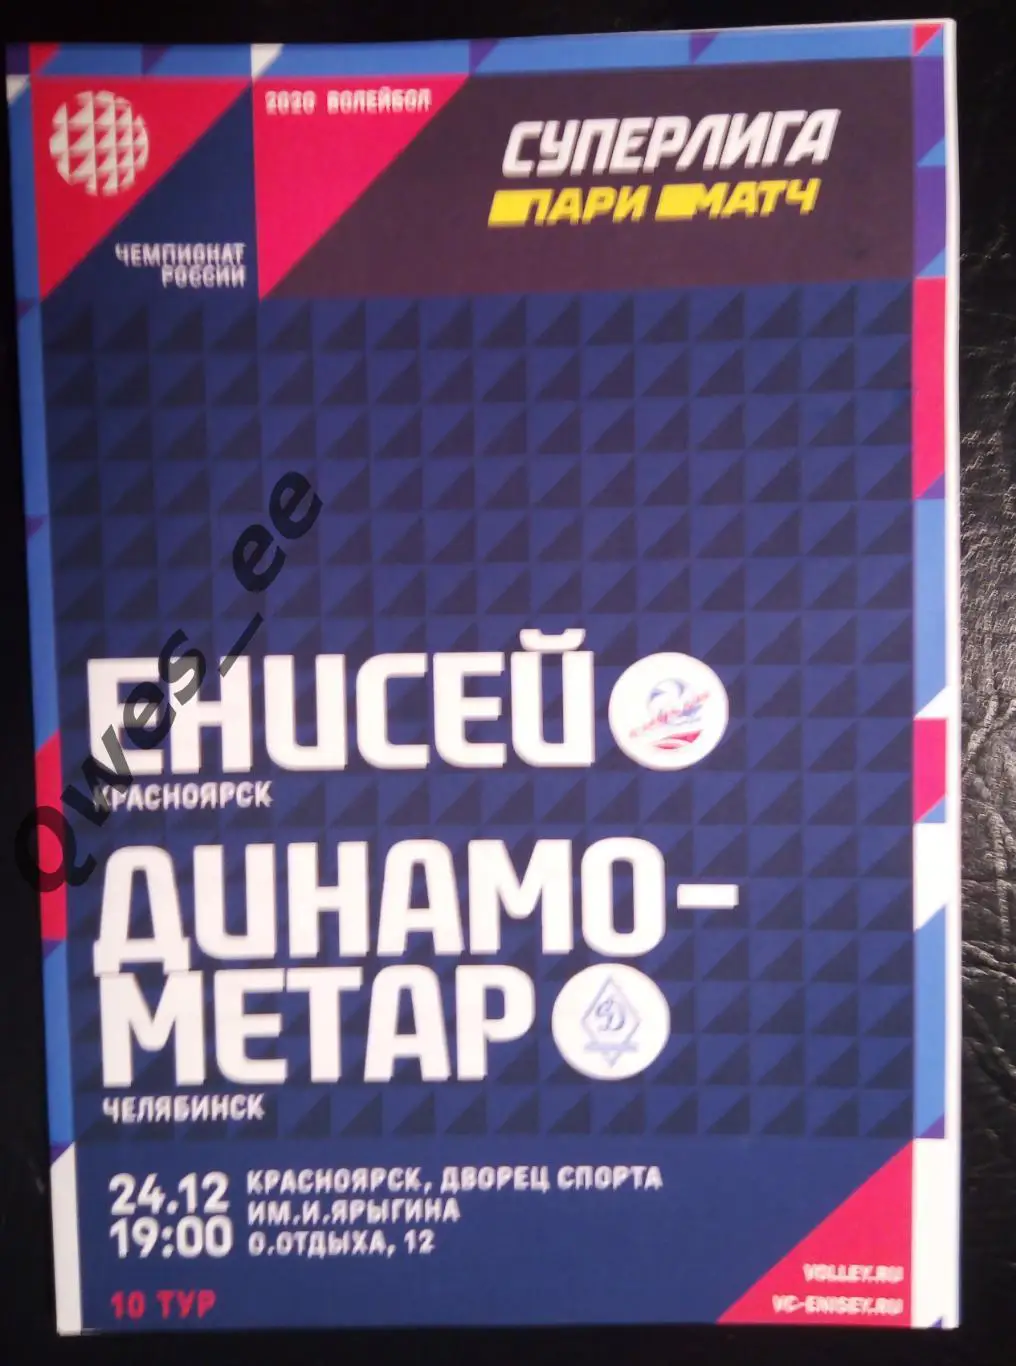 2020 ВОЛЕЙБОЛ
СУПЕРЛИГА
ПАРИ МАТЧ
ЧЕМПИОНАТ
РОССИИ
ЕНИСЕЙ
КРАСНОЯРСК
ДИНАМО-
МЕТАР
Д
ЧЕЛЯБИНСК
24.12
19:00
КРАСНОЯРСК, ДВОРЕЦ СПОРТА
ИМ.И.ЯРЫГИНА
О.ОТДЫХА, 12
10 ТУР
VOLLEY.RU
VC-ENISEY.RU
Qwes_ee